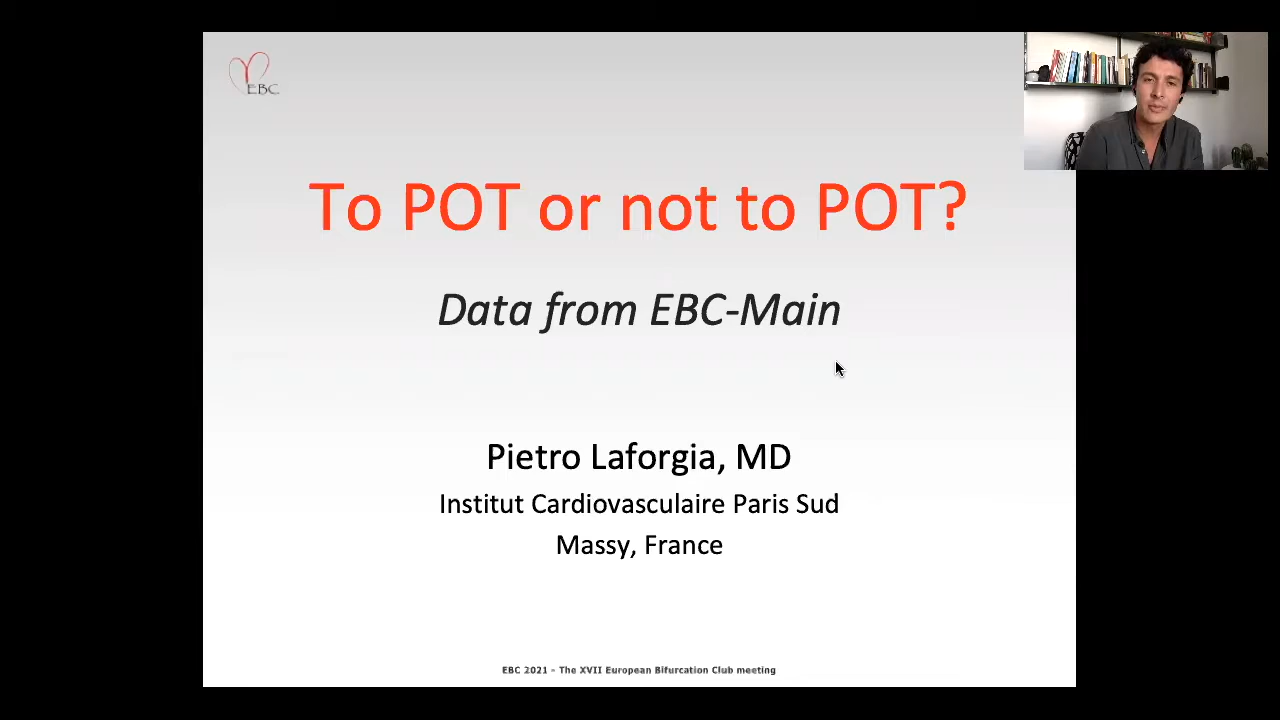 EBC
To POT or not to POT?
Data from EBC-Main
Pietro Laforgia, MD
Institut Cardiovasculaire Paris Sud
Massy, France
EBC 2021 - The XVII European Bifurcation Club meeting